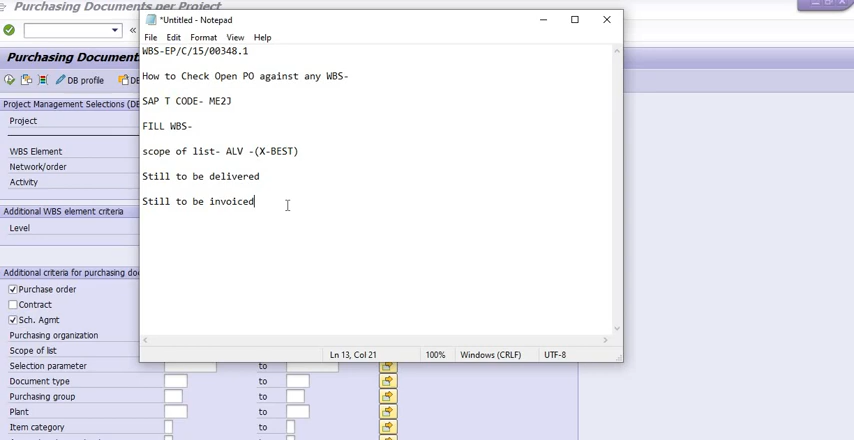 Purchasing Documents per Project
*Untitled - Notepad
File Edit Format View Help
WBS-EP/C/15/00348.1
How to Check Open PO against any WBS-
SAP T CODE- ME2J
FILL WBS-
scope of list- ALV -(X-BEST)
Still to be delivered
Still to be invoiced
Ln 13, Col 21 100% Windows (CRLF) UTF-8
«
Purchasing Document
DB profile DB
Project Management Selections (DB
Project
WBS Element
Network/order
Activity
Additional WBS element criteria
Level
Additional criteria for purchasing do
Purchase order
Contract
Sch. Agmt
Purchasing organization
Scope of list
Selection parameter to
Document type to
Purchasing group to
Plant to
Item category to